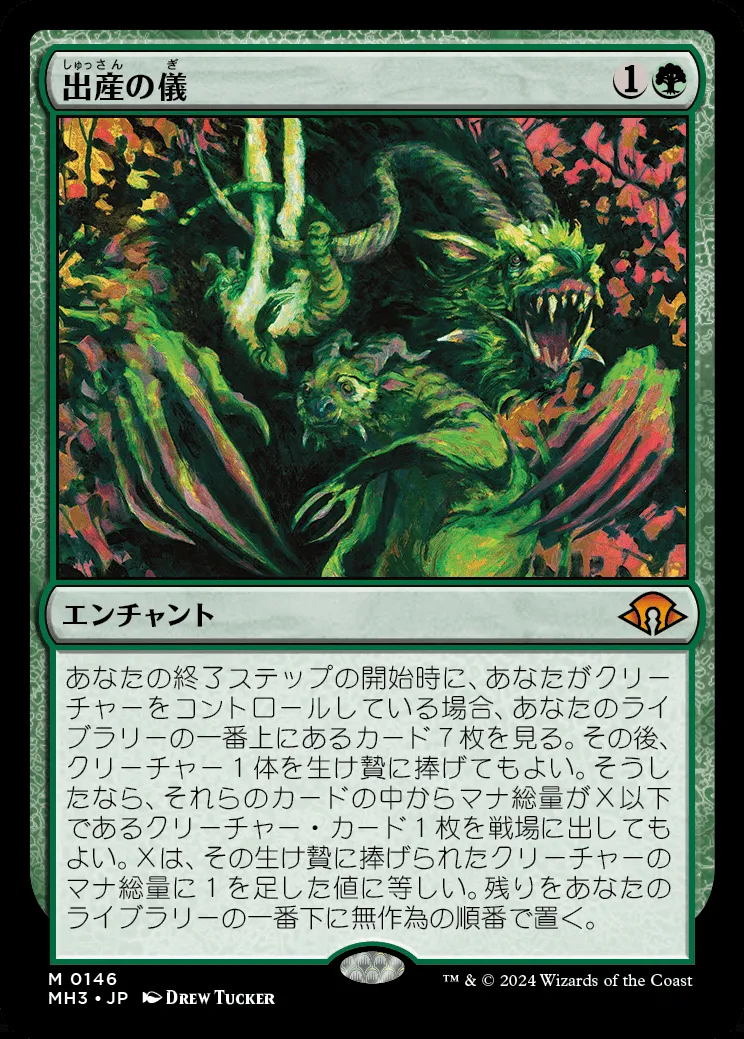 しゅっさん ぎ
出産の儀 1
エンチャント
あなたの終了ステップの開始時に、あなたがクリー
チャーをコントロールしている場合、あなたのライ
ブラリーの一番上にあるカード７枚を見る。その後、
クリーチャー１体を生け贄に捧げてもよい。そうし
たなら、それらのカードの中からマナ総量がＸ以下
であるクリーチャー・カード１枚を戦場に出しても
よい。Ｘは、その生け贄に捧げられたクリーチャーの
マナ総量に１を足した値に等しい。残りをあなたの
ライブラリーの一番下に無作為の順番で置く。
M 0146
MH3 • JP DREW TUCKER
™ & © 2024 Wizards of the Coast